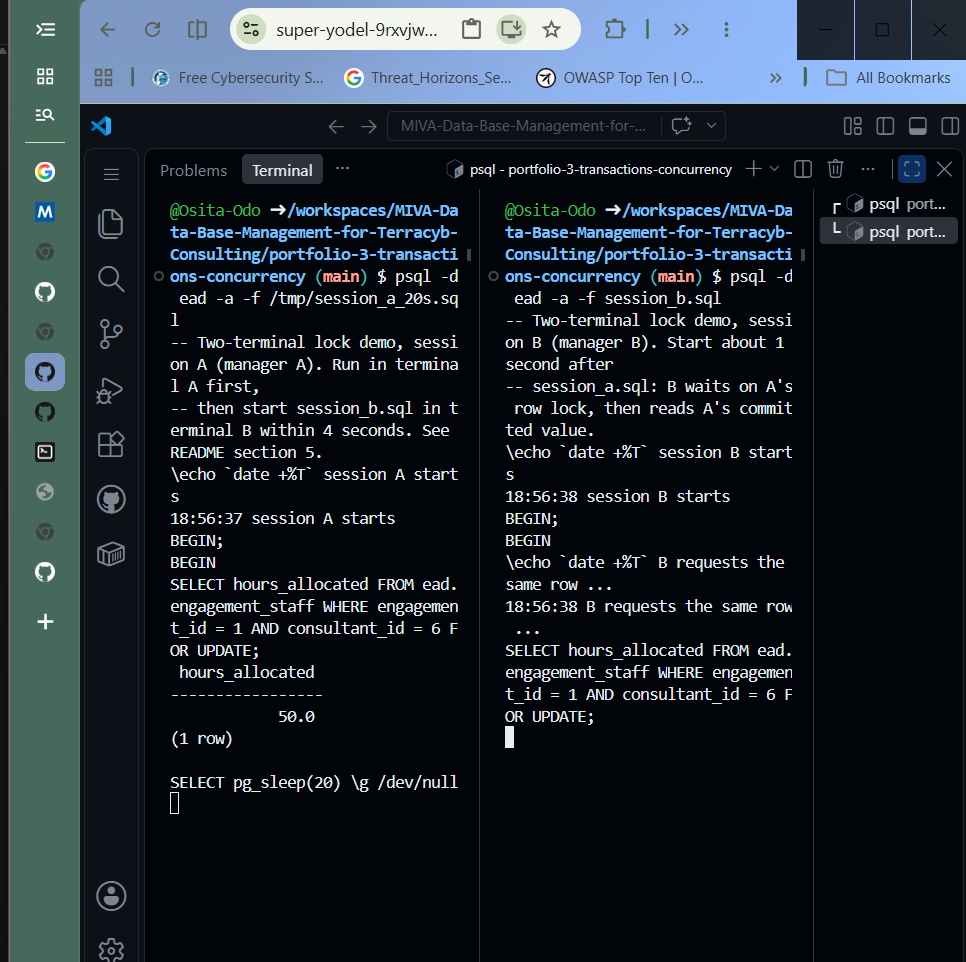 super-yodel-9rxvjw...
Free Cybersecurity S...
Threat_Horizons_Se...
OWASP Top Ten | O...
All Bookmarks
MIVA-Data-Base-Management-for-...
Problems
Terminal
psql - portfolio-3-transactions-concurrency
@Osita-Odo ➜/workspaces/MIVA-Da
ta-Base-Management-for-Terracyb-
Consulting/portfolio-3-transacti
ons-concurrency (main) $ psql -d
 ead -a -f /tmp/session_a_20s.sq
l
-- Two-terminal lock demo, sessi
on A (manager A). Run in termina
l A first,
-- then start session_b.sql in t
erminal B within 4 seconds. See
README section 5.
\echo `date +%T` session A start
s
18:56:37 session A starts
BEGIN;
BEGIN
SELECT hours_allocated FROM ead.
engagement_staff WHERE engagemen
t_id = 1 AND consultant_id = 6 F
OR UPDATE;
 hours_allocated
-----------------
            50.0
(1 row)
SELECT pg_sleep(20) \g /dev/null
@Osita-Odo ➜/workspaces/MIVA-Da
ta-Base-Management-for-Terracyb-
Consulting/portfolio-3-transacti
ons-concurrency (main) $ psql -d
 ead -a -f session_b.sql
-- Two-terminal lock demo, sessi
on B (manager B). Start about 1
second after
-- session_a.sql: B waits on A's
 row lock, then reads A's commit
ted value.
\echo `date +%T` session B start
s
18:56:38 session B starts
BEGIN;
BEGIN
\echo `date +%T` B requests the
same row ...
18:56:38 B requests the same row
 ...
SELECT hours_allocated FROM ead.
engagement_staff WHERE engagemen
t_id = 1 AND consultant_id = 6 F
OR UPDATE;
psql port...
psql port...